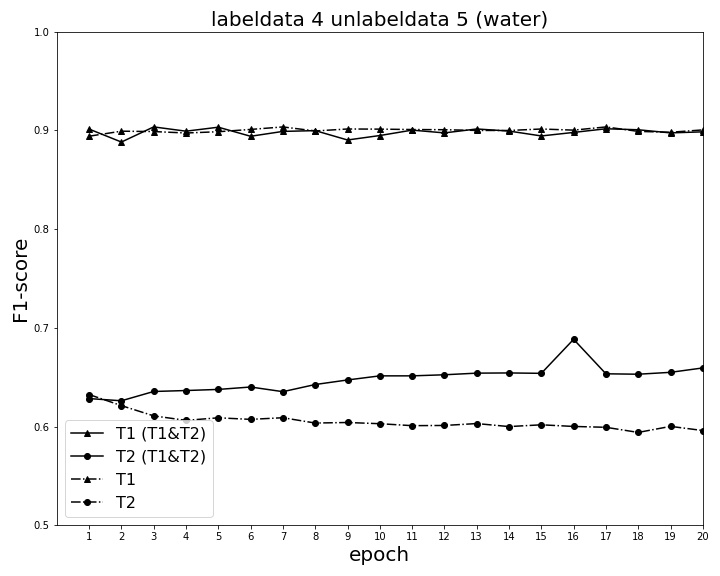 labeldata 4 unlabeldata 5 (water)
1.0
0.9
0.8
0.7
0.6
0.5
F1-score
T1 (T1&T2)
T2 (T1&T2)
T1
T2
1 2 3 4 5 6 7 8 9 10 11 12 13 14 15 16 17 18 19 20
epoch